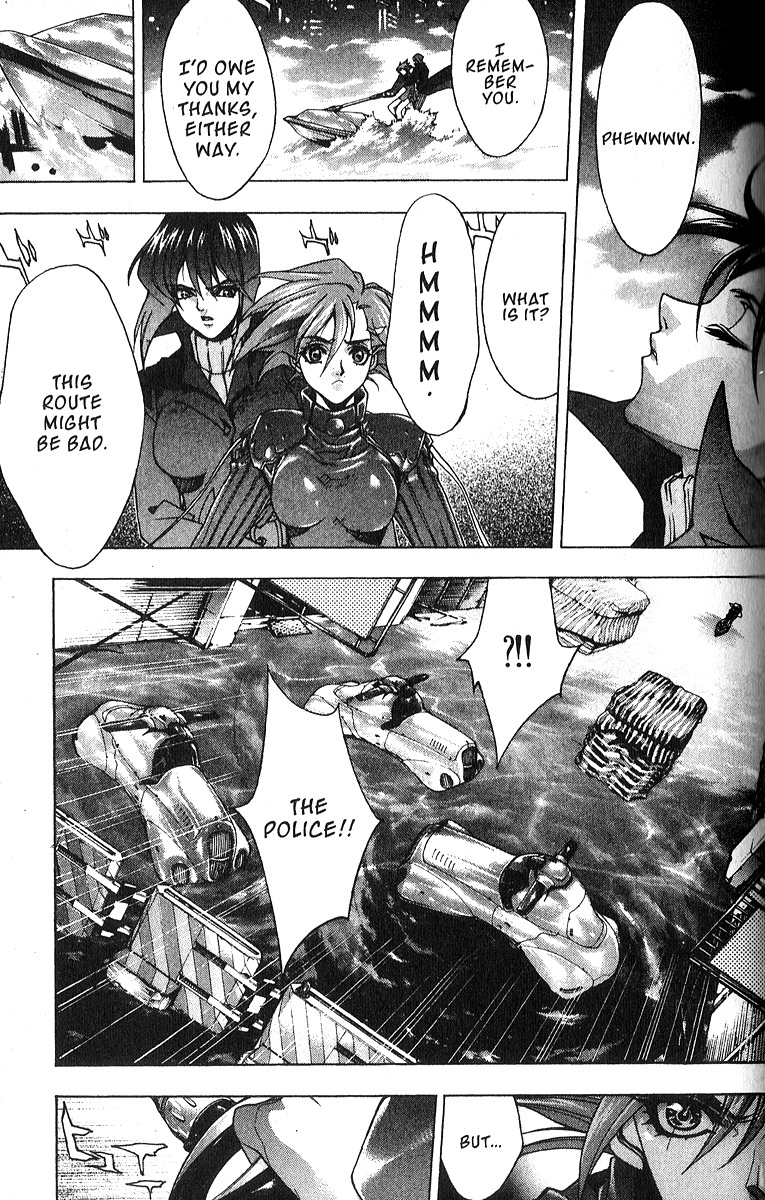 PHEWWWW.
I
REMEM-
BER
YOU.
I'D OWE
YOU MY
THANKS,
EITHER
WAY.
WHAT
IS IT?
HMMMMM.
THIS
ROUTE
MIGHT
BE BAD.
?!!
THE
POLICE!!
BUT...